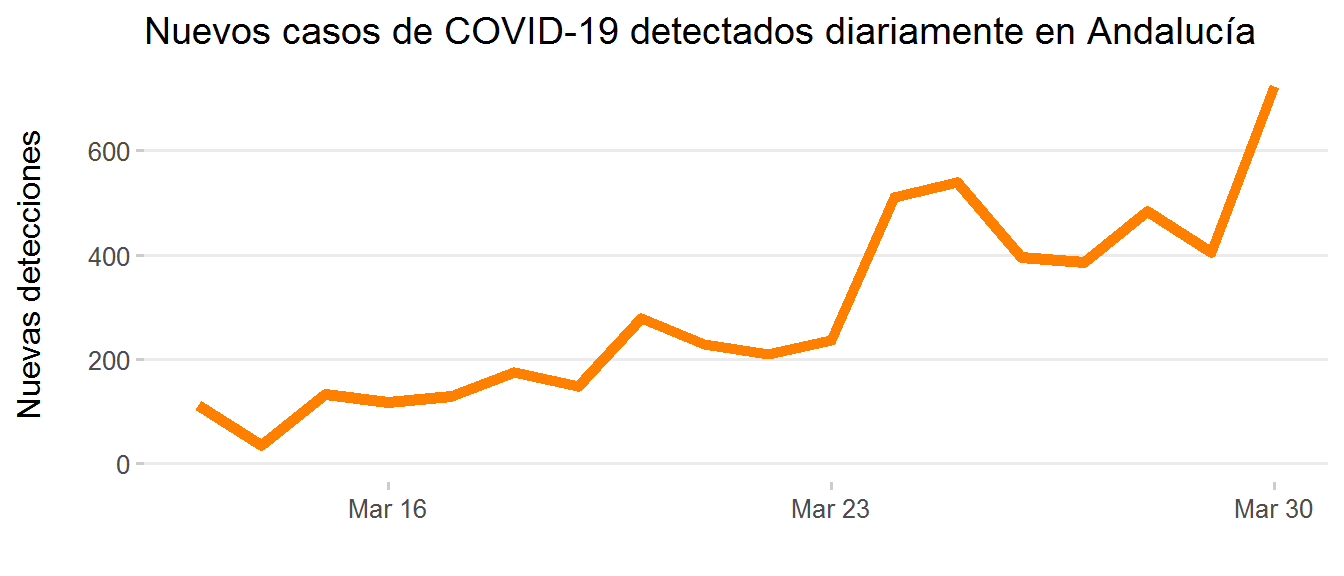 Nuevos casos de COVID-19 detectados diariamente en Andalucía
Nuevas detecciones
600
400
200
0
Mar 16
Mar 23
Mar 30